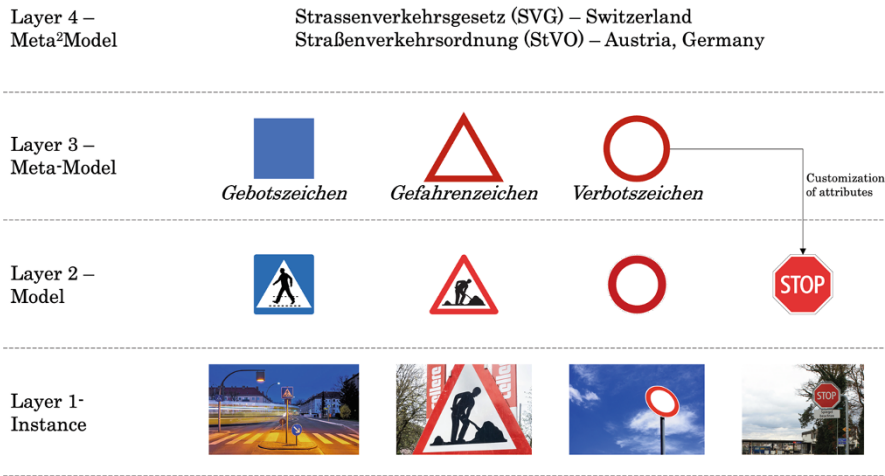 Layer 4 –
Meta²Model
Strassenverkehrsgesetz (SVG) – Switzerland
Straßenverkehrsordnung (StVO) – Austria, Germany
Layer 3 –
Meta-Model
Gebotszeichen
Gefahrenzeichen
Verbotszeichen
Customization
of attributes
Layer 2 –
Model
STOP
Layer 1-
Instance
STOP